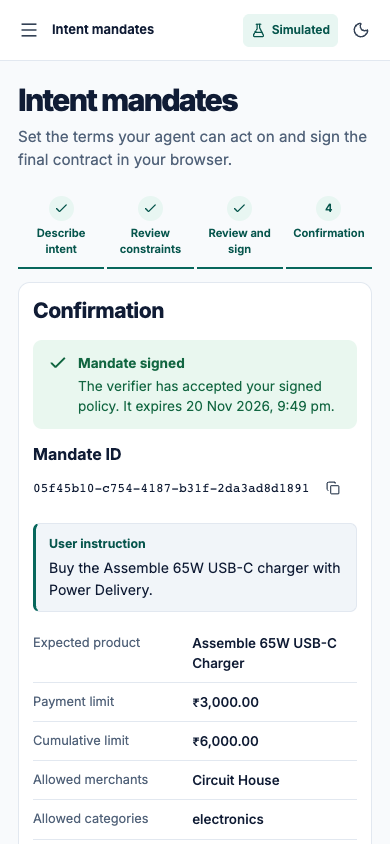 Intent mandates
Simulated
Intent mandates
Set the terms your agent can act on and sign the
final contract in your browser.
Describe
intent
Review
constraints
Review and
sign
4
Confirmation
Confirmation
Mandate signed
The verifier has accepted your signed
policy. It expires 20 Nov 2026, 9:49 pm.
Mandate ID
05f45b10-c754-4187-b31f-2da3ad8d1891
User instruction
Buy the Assemble 65W USB-C charger with
Power Delivery.
Expected product
Assemble 65W USB-C
Charger
Payment limit
₹3,000.00
Cumulative limit
₹6,000.00
Allowed merchants
Circuit House
Allowed categories
electronics